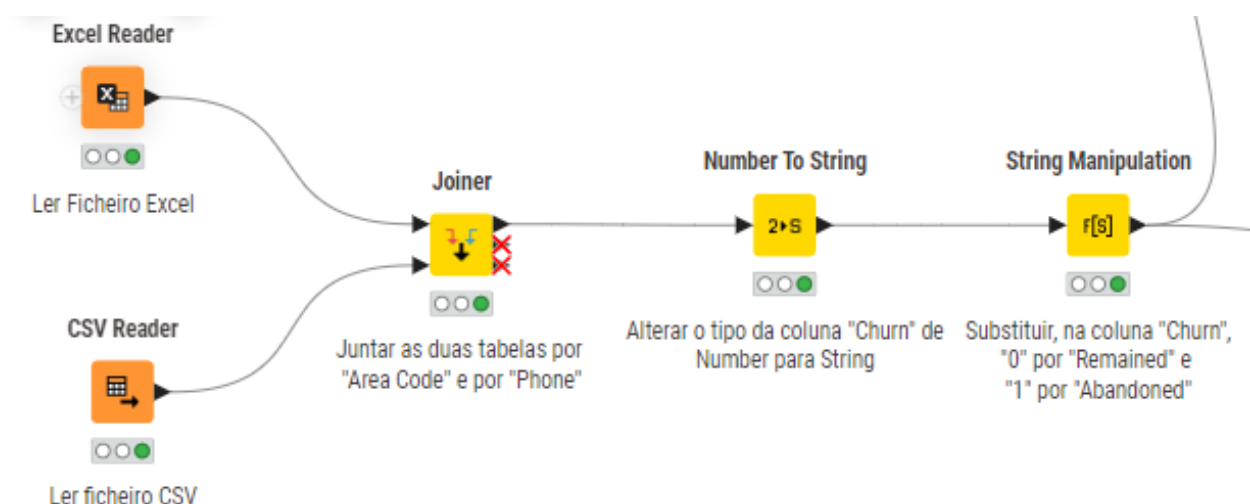 Excel Reader
X
Ler Ficheiro Excel
CSV Reader
Ler ficheiro CSV
Joiner
Juntar as duas tabelas por
"Area Code" e por "Phone"
Number To String
2▸S
Alterar o tipo da coluna "Churn" de
Number para String
String Manipulation
F[S]
Substituir, na coluna "Churn",
"0" por "Remained" e
"1" por "Abandoned"